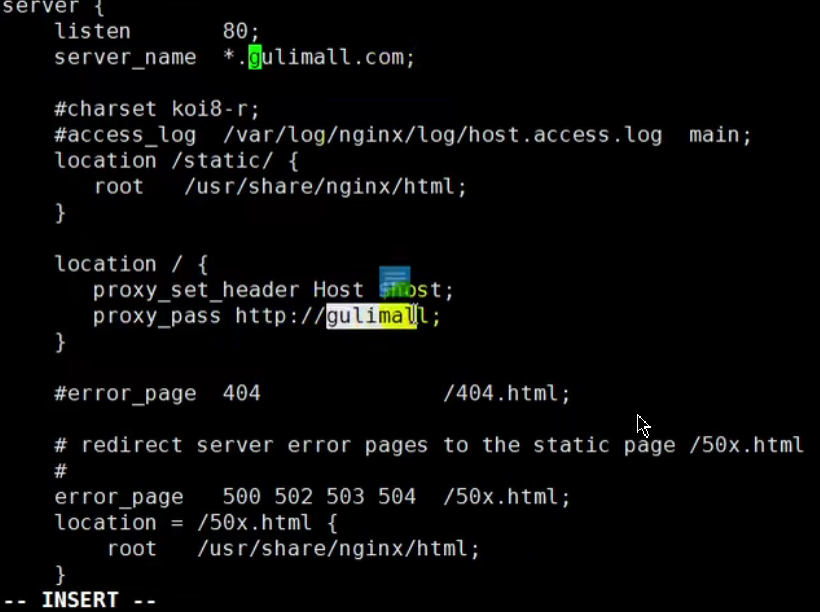 server {
listen 80;
server_name *.gulimall.com;
#charset koi8-r;
#access_log /var/log/nginx/log/host.access.log main;
location /static/ {
root /usr/share/nginx/html;
}
location / {
proxy_set_header Host $host;
proxy_pass http://gulimall;
}
#error_page 404 /404.html;
# redirect server error pages to the static page /50x.html
#
error_page 500 502 503 504 /50x.html;
location = /50x.html {
root /usr/share/nginx/html;
}
-- INSERT --